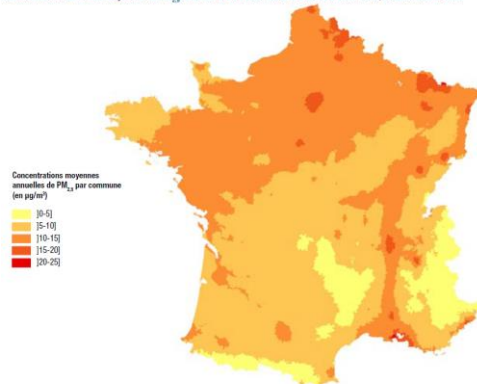 Concentrations moyennes
annuelles de PM2,5 par commune
(en µg/m³)
]0-5]
]5-10]
]10-15]
]15-20]
]20-25]